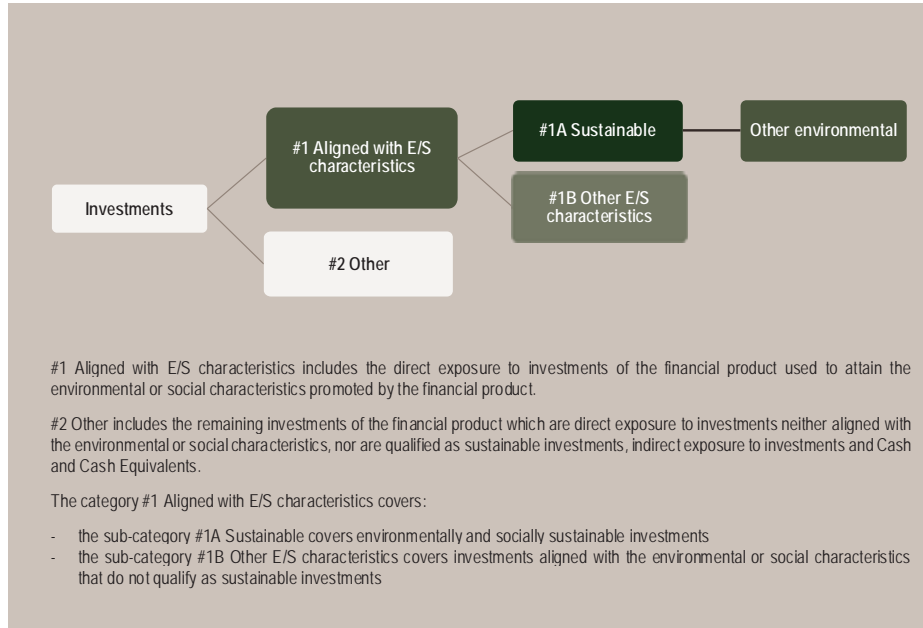 #1A Sustainable
Other environmental
#1 Aligned with E/S
characteristics
#1B Other E/S
characteristics
Investments
#2 Other
#1 Aligned with E/S characteristics includes the direct exposure to investments of the financial product used to attain the
environmental or social characteristics promoted by the financial product.
#2 Other includes the remaining investments of the financial product which are direct exposure to investments neither aligned with
the environmental or social characteristics, nor are qualified as sustainable investments, indirect exposure to investments and Cash
and Cash Equivalents.
The category #1 Aligned with E/S characteristics covers:
- the sub-category #1A Sustainable covers environmentally and socially sustainable investments
- the sub-category #1B Other E/S characteristics covers investments aligned with the environmental or social characteristics
that do not qualify as sustainable investments